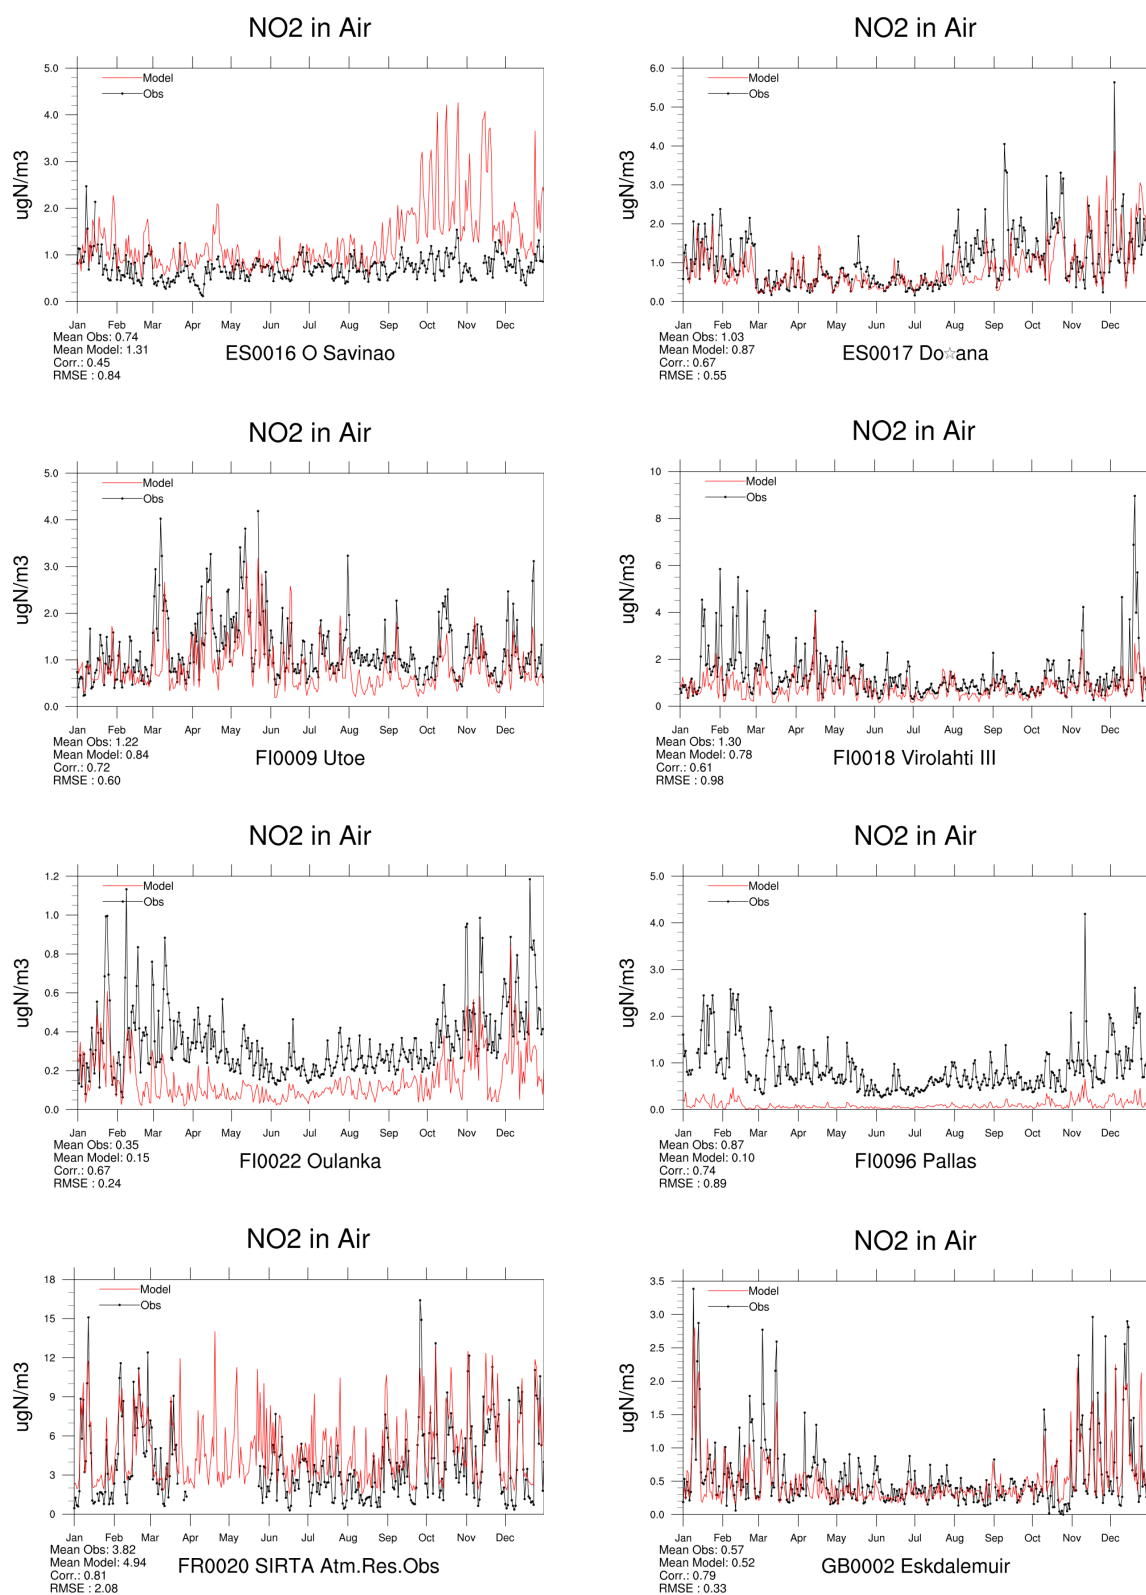 NO2 in Air
NO2 in Air
5.0
Model
Obs
4.0
3.0
2.0
1.0
0.0
ugN/m3
Jan Feb Mar Apr May Jun Jul Aug Sep Oct Nov Dec
Mean Obs: 0.74
Mean Model: 1.31
Corr.: 0.45
RMSE : 0.84
ES0016 O Savinao
6.0
Model
Obs
5.0
4.0
3.0
2.0
1.0
0.0
ugN/m3
Jan Feb Mar Apr May Jun Jul Aug Sep Oct Nov Dec
Mean Obs: 1.03
Mean Model: 0.87
Corr.: 0.67
RMSE : 0.55
ES0017 Do☆ana
NO2 in Air
NO2 in Air
5.0
Model
Obs
4.0
3.0
2.0
1.0
0.0
ugN/m3
Jan Feb Mar Apr May Jun Jul Aug Sep Oct Nov Dec
Mean Obs: 1.22
Mean Model: 0.84
Corr.: 0.72
RMSE : 0.60
FI0009 Utoe
10
Model
Obs
8
6
4
2
0
ugN/m3
Jan Feb Mar Apr May Jun Jul Aug Sep Oct Nov Dec
Mean Obs: 1.30
Mean Model: 0.78
Corr.: 0.61
RMSE : 0.98
FI0018 Virolahti III
NO2 in Air
NO2 in Air
1.2
Model
Obs
1.0
0.8
0.6
0.4
0.2
0.0
ugN/m3
Jan Feb Mar Apr May Jun Jul Aug Sep Oct Nov Dec
Mean Obs: 0.35
Mean Model: 0.15
Corr.: 0.67
RMSE : 0.24
FI0022 Oulanka
5.0
Model
Obs
4.0
3.0
2.0
1.0
0.0
ugN/m3
Jan Feb Mar Apr May Jun Jul Aug Sep Oct Nov Dec
Mean Obs: 0.87
Mean Model: 0.10
Corr.: 0.74
RMSE : 0.89
FI0096 Pallas
NO2 in Air
NO2 in Air
18
Model
Obs
15
12
9
6
3
0
ugN/m3
Jan Feb Mar Apr May Jun Jul Aug Sep Oct Nov Dec
Mean Obs: 3.82
Mean Model: 4.94
Corr.: 0.81
RMSE : 2.08
FR0020 SIRTA Atm.Res.Obs
3.5
Model
Obs
3.0
2.5
2.0
1.5
1.0
0.5
0.0
ugN/m3
Jan Feb Mar Apr May Jun Jul Aug Sep Oct Nov Dec
Mean Obs: 0.57
Mean Model: 0.52
Corr.: 0.79
RMSE : 0.33
GB0002 Eskdalemuir